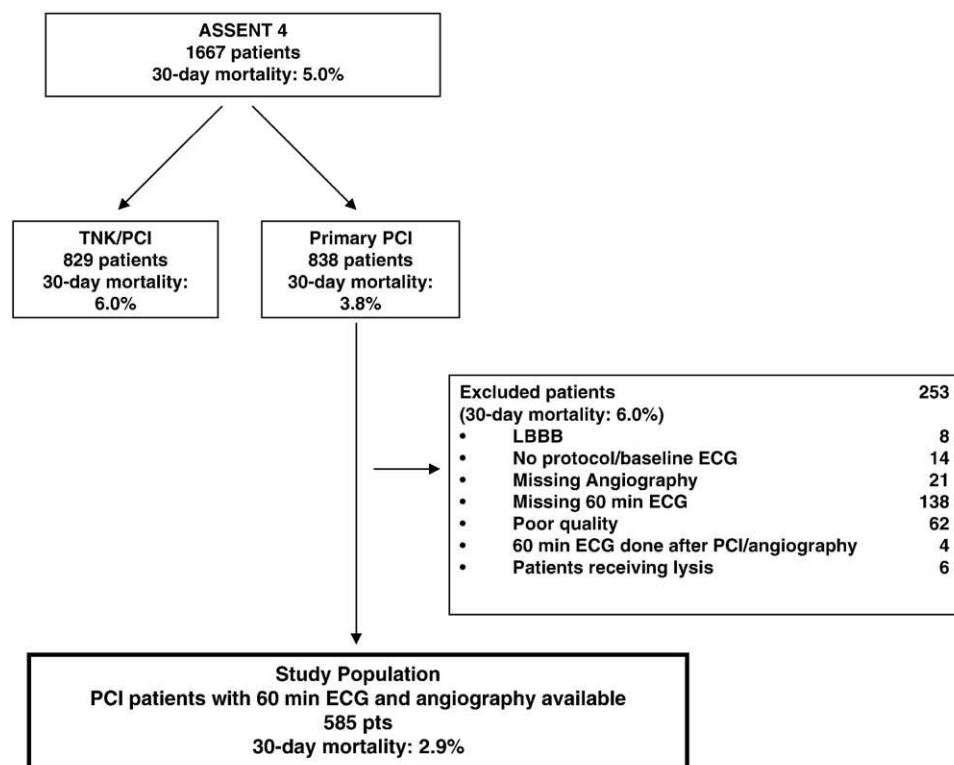 ASSENT 4
1667 patients
30-day mortality: 5.0%
TNK/PCI
829 patients
30-day mortality:
6.0%
Primary PCI
838 patients
30-day mortality:
3.8%
Excluded patients 253
(30-day mortality: 6.0%)
• LBBB 8
• No protocol/baseline ECG 14
• Missing Angiography 21
• Missing 60 min ECG 138
• Poor quality 62
• 60 min ECG done after PCI/angiography 4
• Patients receiving lysis 6
Study Population
PCI patients with 60 min ECG and angiography available
585 pts
30-day mortality: 2.9%